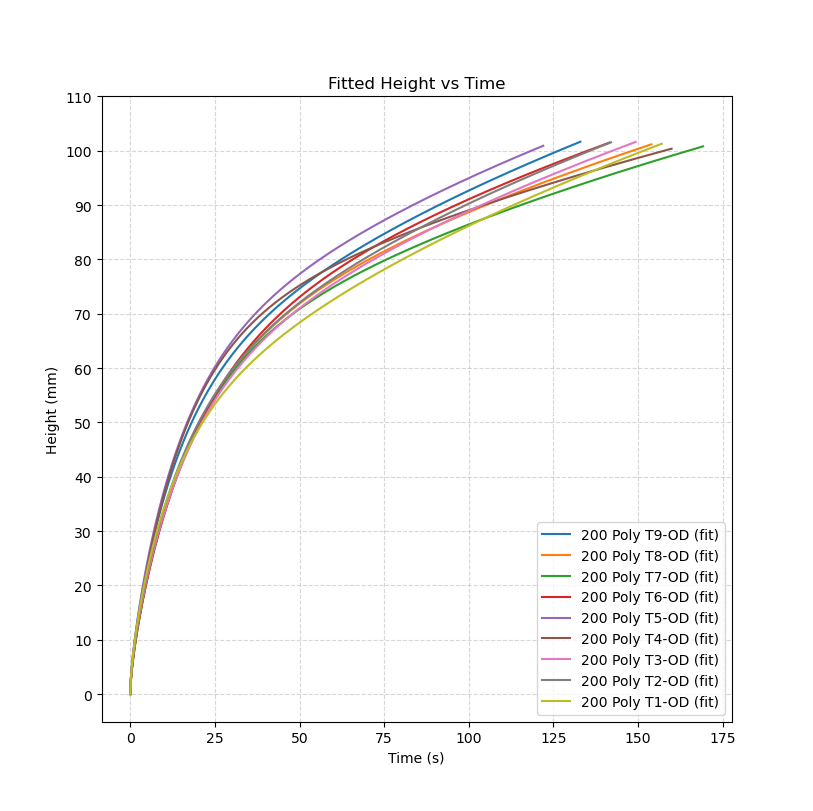 Fitted Height vs Time
110
100
90
80
70
60
50
40
30
20
10
0
Height (mm)
0 25 50 75 100 125 150 175
Time (s)
200 Poly T9-OD (fit)
200 Poly T8-OD (fit)
200 Poly T7-OD (fit)
200 Poly T6-OD (fit)
200 Poly T5-OD (fit)
200 Poly T4-OD (fit)
200 Poly T3-OD (fit)
200 Poly T2-OD (fit)
200 Poly T1-OD (fit)